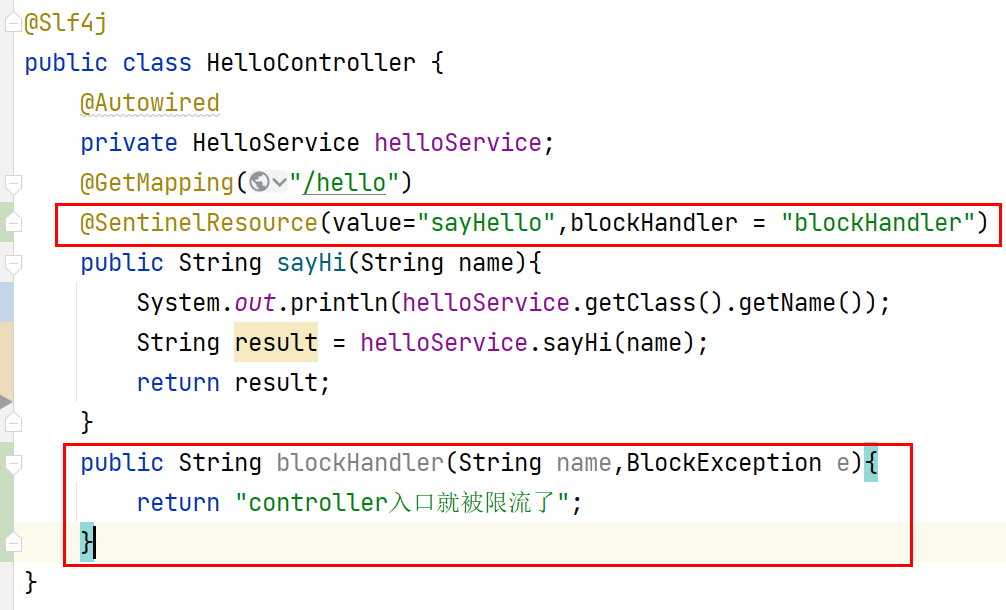 @Slf4j
public class HelloController {
    @Autowired
    private HelloService helloService;
    @GetMapping("/hello")
    @SentinelResource(value="sayHello",blockHandler = "blockHandler")
    public String sayHi(String name){
        System.out.println(helloService.getClass().getName());
        String result = helloService.sayHi(name);
        return result;
    }
    public String blockHandler(String name,BlockException e){
        return "controller入口就被限流了";
    }
}